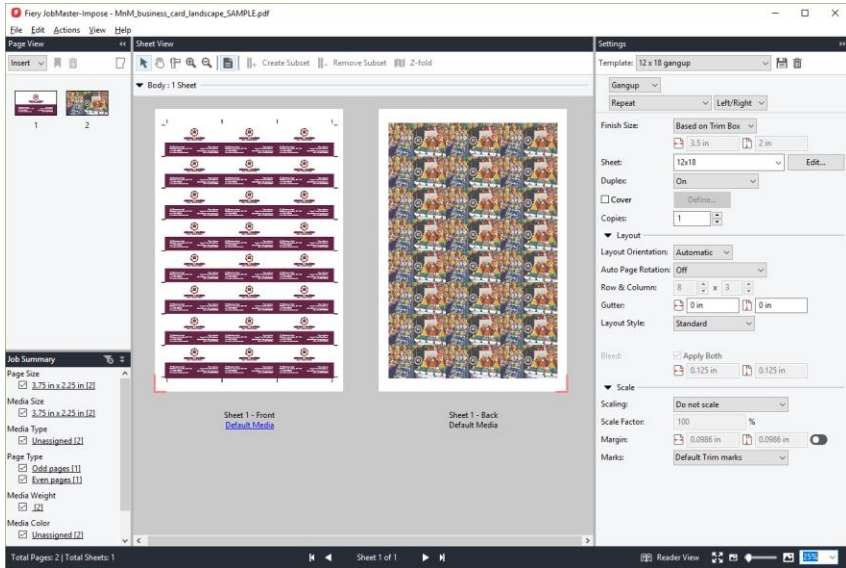 Fiery JobMaster-Impose - MnM_business_card_landscape_SAMPLE.pdf
File Edit Actions View Help
Page View
Insert
1 2
Job Summary
Page Size
3.75 in x 2.25 in [2]
Media Size
3.75 in x 2.25 in [2]
Media Type
Unassigned [2]
Page Type
Odd pages [1]
Even pages [1]
Media Weight
[2]
Media Color
Unassigned [2]
Sheet View
Create Subset Remove Subset Z-fold
Body : 1 Sheet
Sheet 1 - Front
Default Media
Sheet 1 - Back
Default Media
Settings
Template: 12 x 18 gangup
Gangup
Repeat Left/Right
Finish Size: Based on Trim Box
3.5 in 2 in
Sheet: 12x18 Edit...
Duplex: On
Cover Define...
Copies: 1
Layout
Layout Orientation: Automatic
Auto Page Rotation: Off
Row & Column: 8 x 3
Gutter: 0 in 0 in
Layout Style: Standard
Bleed: Apply Both
0.125 in 0.125 in
Scale
Scaling: Do not scale
Scale Factor: 100 %
Margin: 0.0986 in 0.0986 in
Marks: Default Trim marks
Total Pages: 2 | Total Sheets: 1
Sheet 1 of 1
Reader View
25%